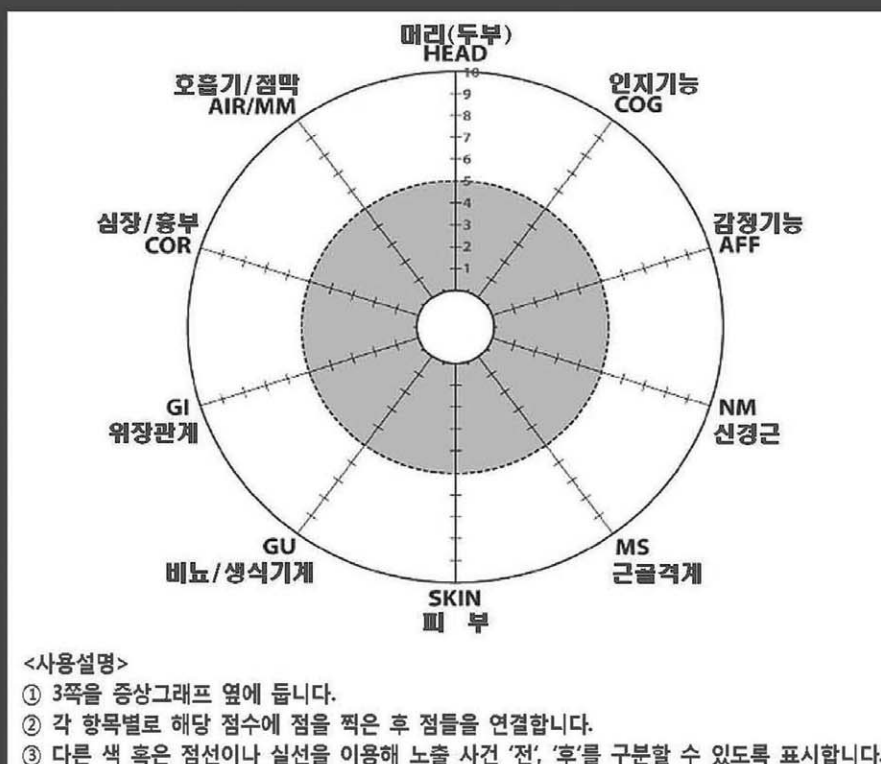 머리(두부)
HEAD
호흡기/점막
AIR/MM
인지기능
COG
10
9
8
7
6
5
4
3
2
1
심장/흉부
COR
감정기능
AFF
GI
위장관계
NM
신경근
GU
비뇨/생식기계
MS
근골격계
SKIN
피 부
<사용설명>
① 3쪽을 증상그래프 옆에 둡니다.
② 각 항목별로 해당 점수에 점을 찍은 후 점들을 연결합니다.
③ 다른 색 혹은 점선이나 실선을 이용해 노출 사건 '전', '후'를 구분할 수 있도록 표시합니다.